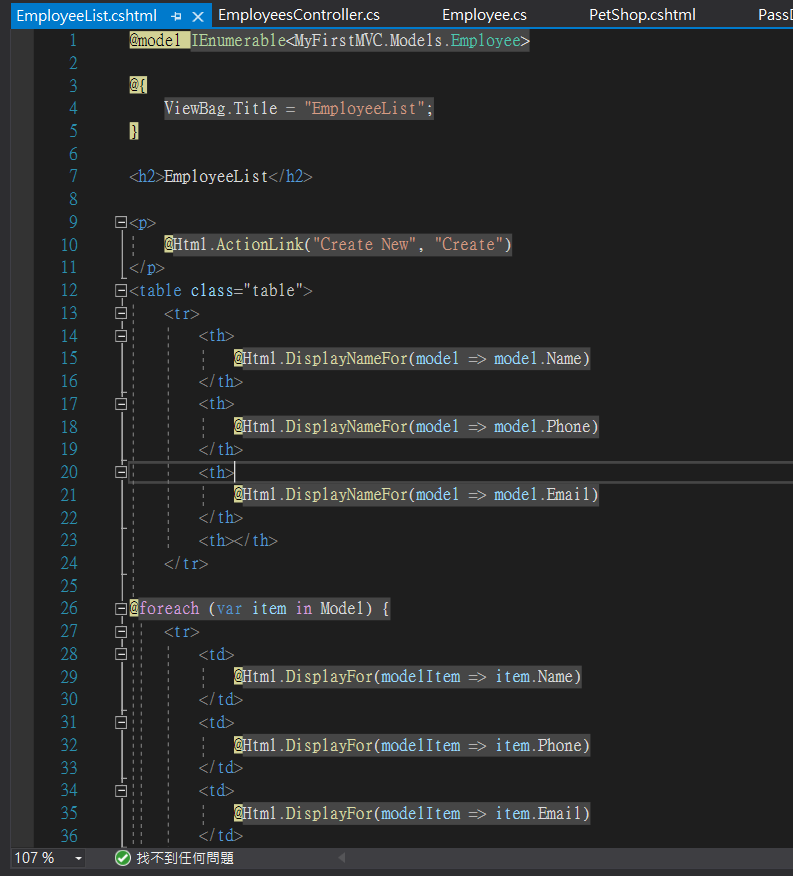 EmployeeList.cshtml EmployeesController.cs Employee.cs PetShop.cshtml PassD
1 @model IEnumerable<MyFirstMVC.Models.Employee>
2
3 @{
4 ViewBag.Title = "EmployeeList";
5 }
6
7 <h2>EmployeeList</h2>
8
9 <p>
10 @Html.ActionLink("Create New", "Create")
11 </p>
12 <table class="table">
13 <tr>
14 <th>
15 @Html.DisplayNameFor(model => model.Name)
16 </th>
17 <th>
18 @Html.DisplayNameFor(model => model.Phone)
19 </th>
20 <th>
21 @Html.DisplayNameFor(model => model.Email)
22 </th>
23 <th></th>
24 </tr>
25
26 @foreach (var item in Model) {
27 <tr>
28 <td>
29 @Html.DisplayFor(modelItem => item.Name)
30 </td>
31 <td>
32 @Html.DisplayFor(modelItem => item.Phone)
33 </td>
34 <td>
35 @Html.DisplayFor(modelItem => item.Email)
36 </td>
107 % 找不到任何問題